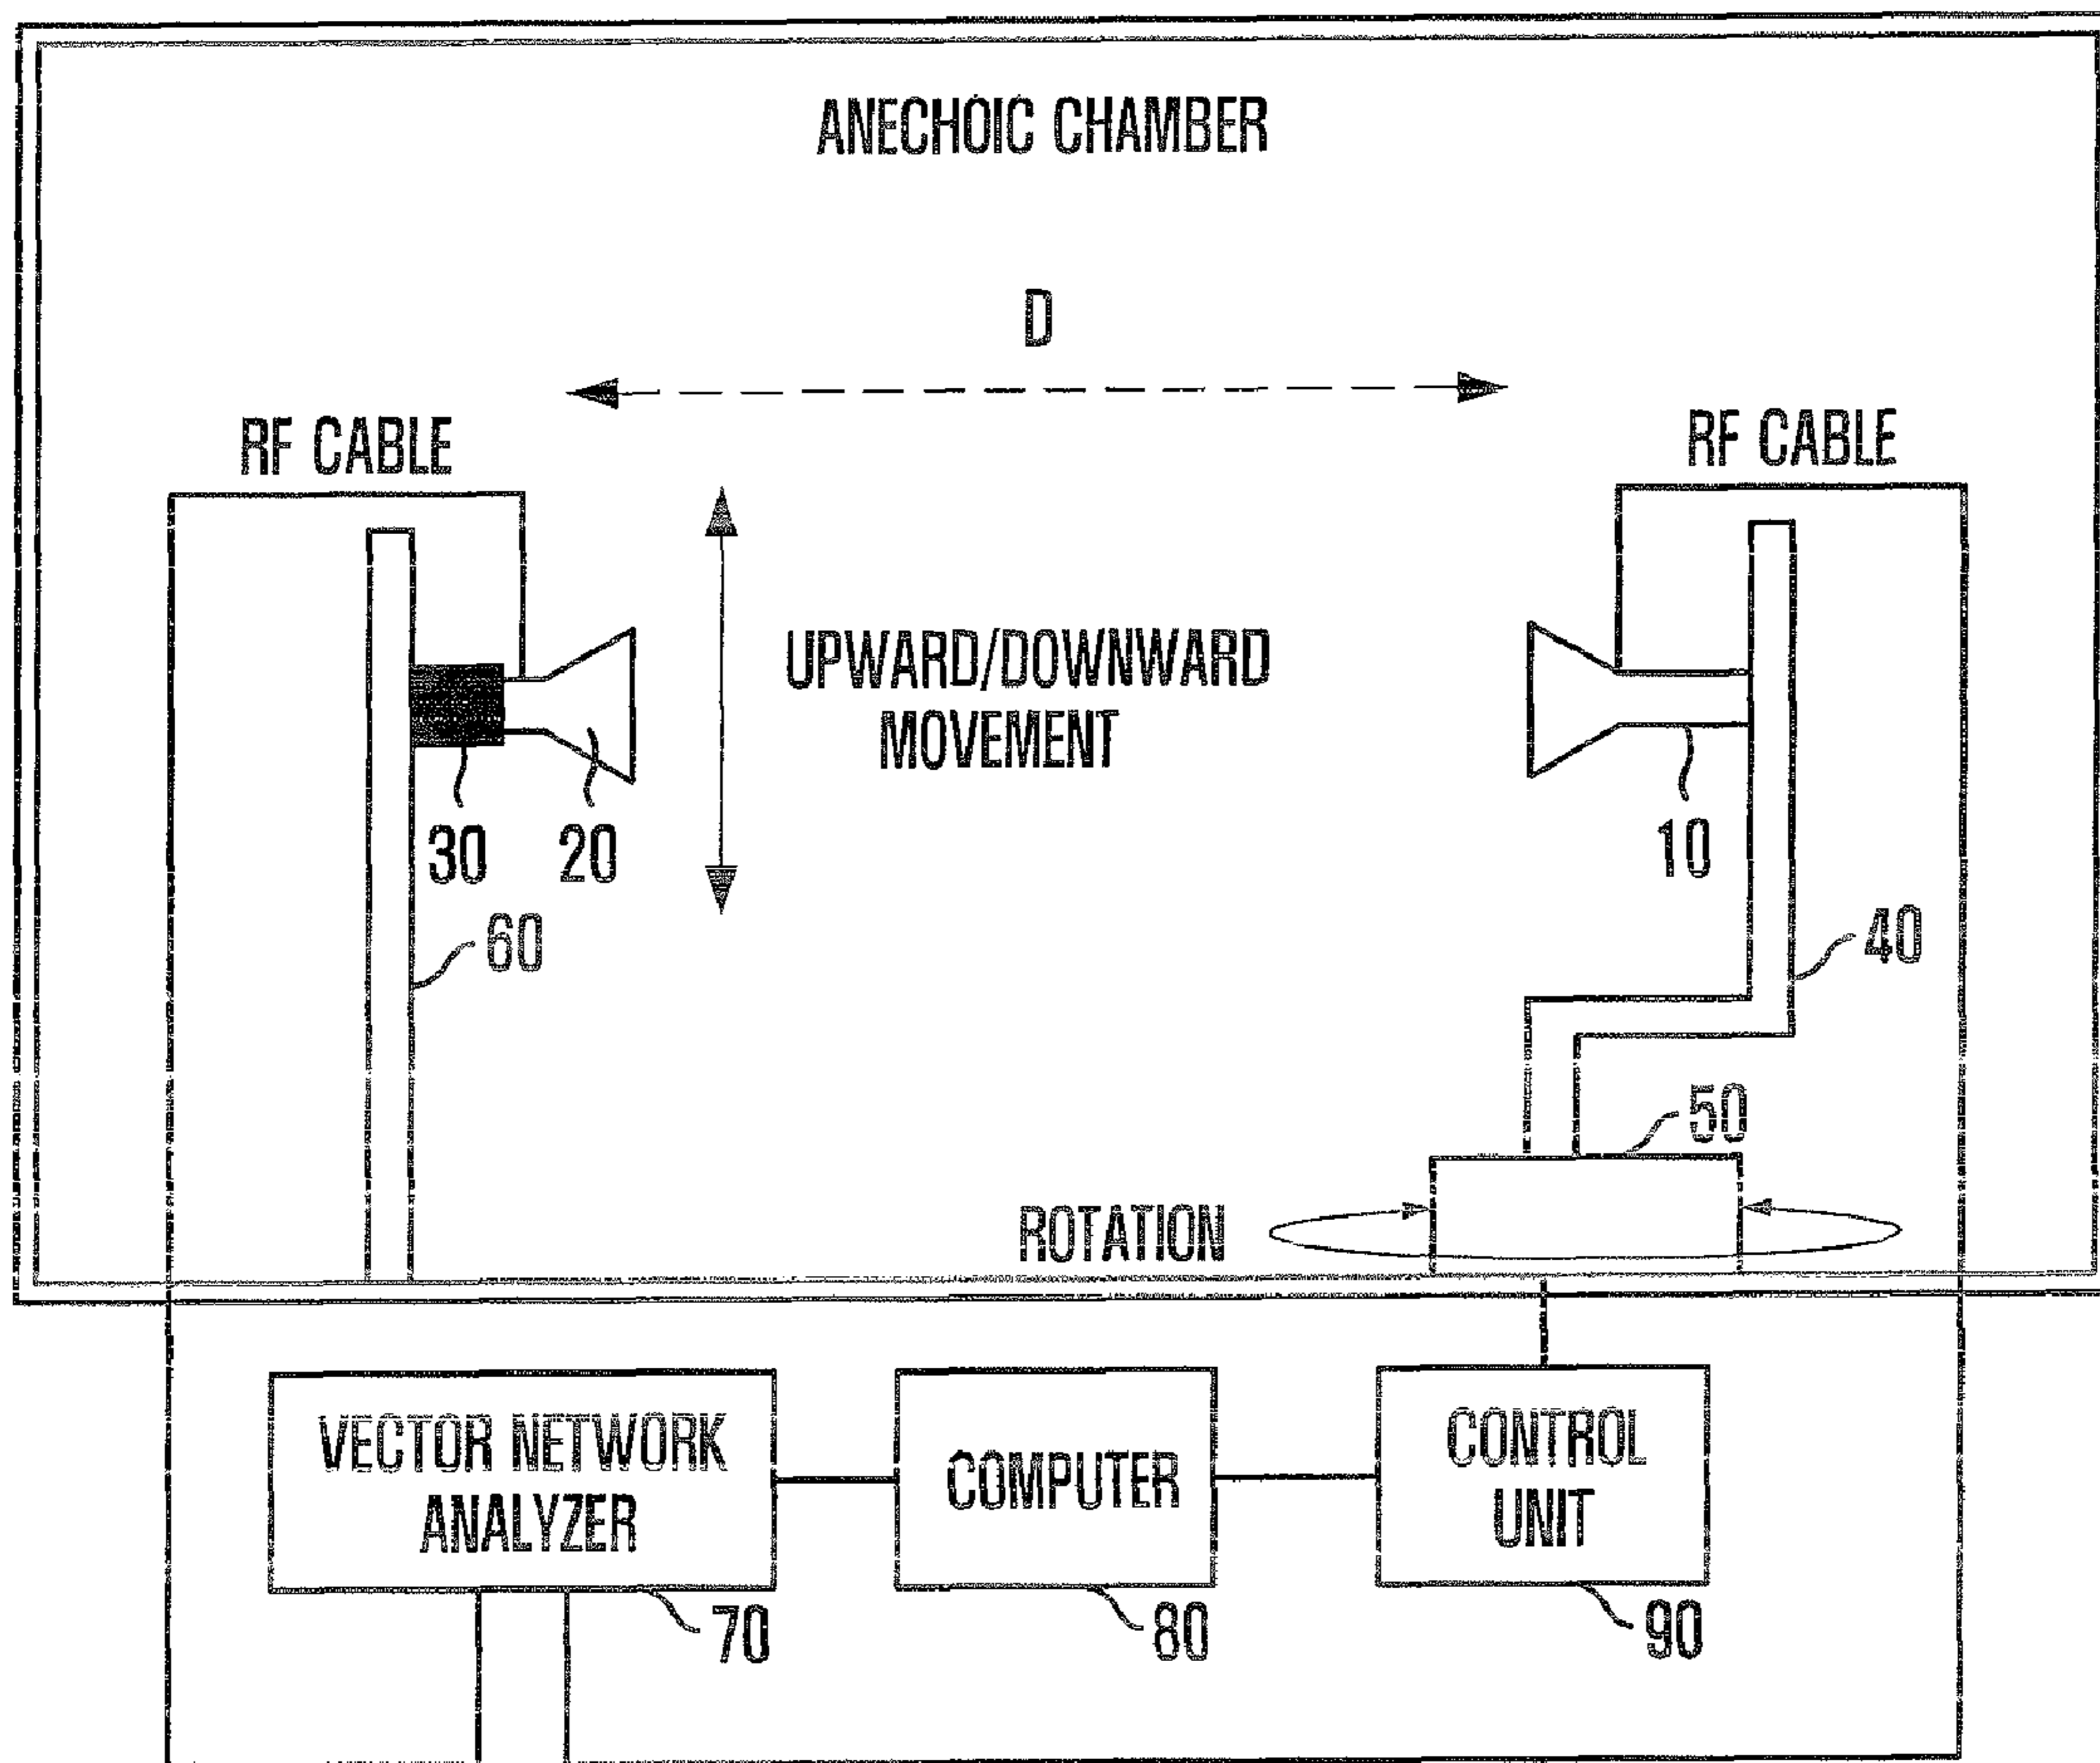 ANECHOIC CHAMBER
D
RF CABLE
RF CABLE
UPWARD/DOWNWARD
MOVEMENT
30
20
10
60
40
50
ROTATION
VECTOR NETWORK
ANALYZER
COMPUTER
CONTROL
UNIT
70
80
90